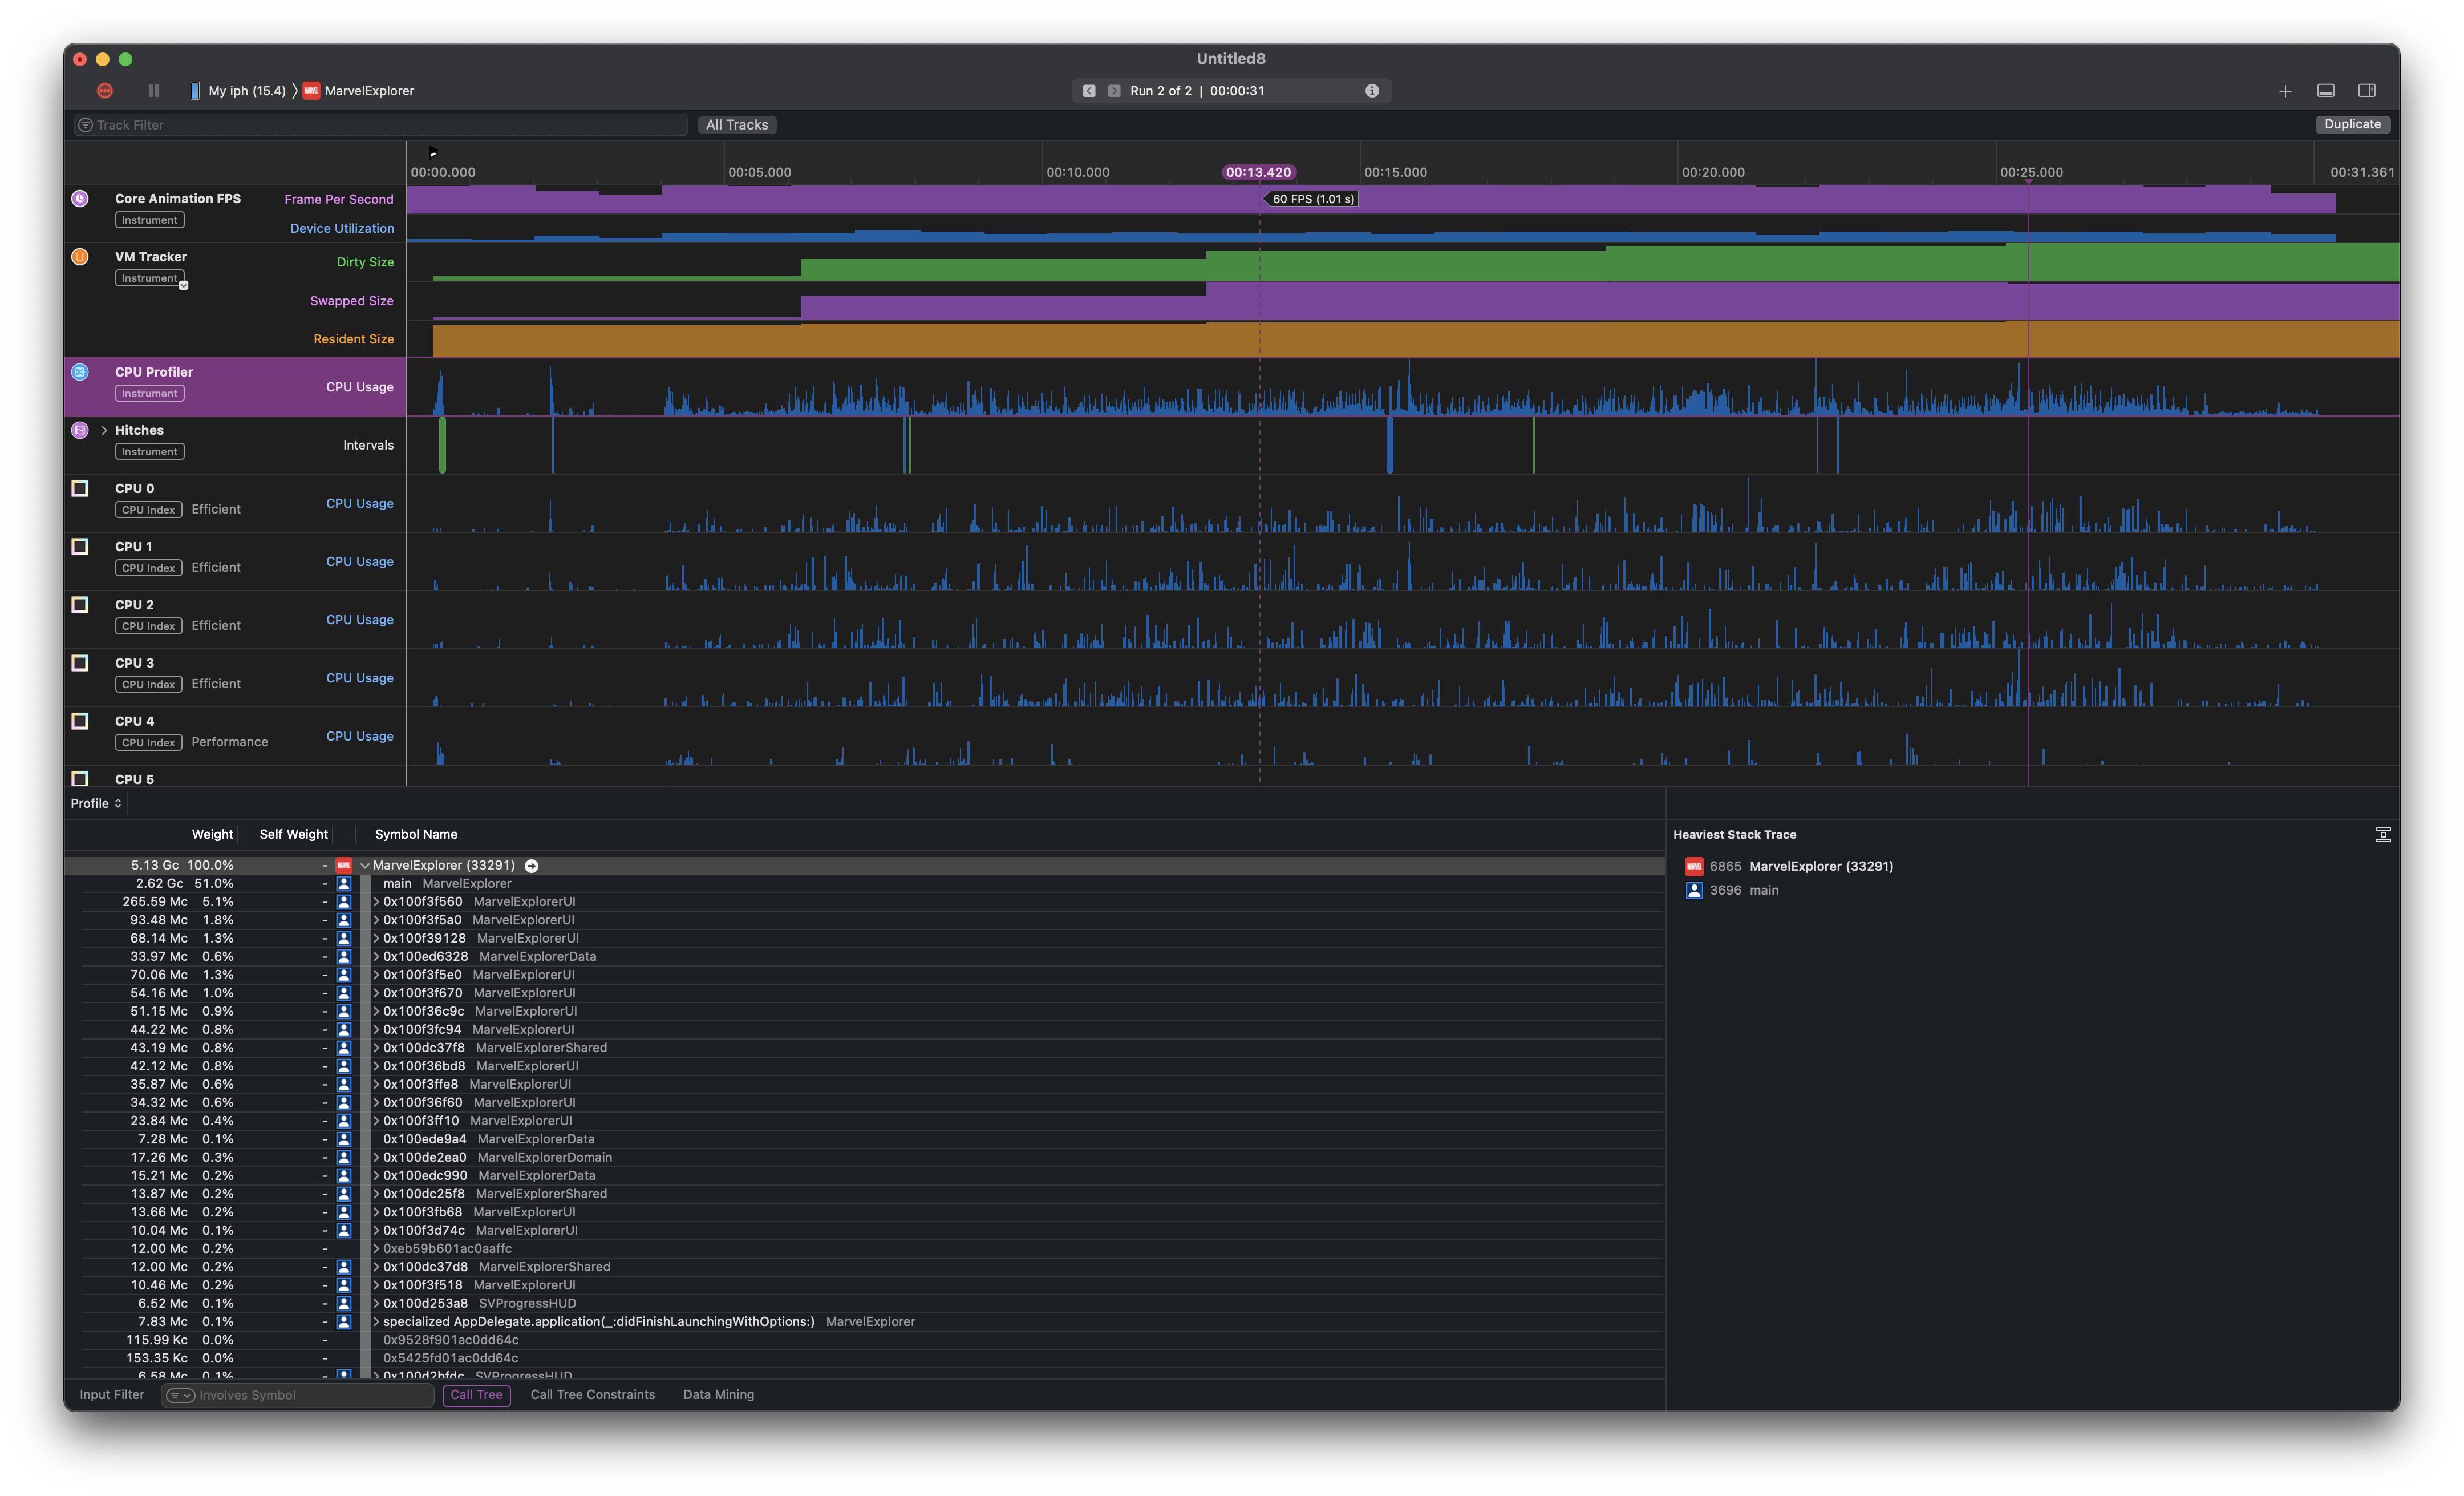 Untitled8
My iph (15.4) MarvelExplorer
Run 2 of 2 | 00:00:31
Track Filter All Tracks Duplicate
00:00.000 00:05.000 00:10.000 00:13.420 00:15.000 00:20.000 00:25.000 00:31.361
Core Animation FPS Frame Per Second 60 FPS (1.01 s)
Instrument
Device Utilization
VM Tracker Dirty Size
Instrument
Swapped Size
Resident Size
CPU Profiler CPU Usage
Instrument
Hitches Intervals
Instrument
CPU 0 CPU Usage
CPU Index Efficient
CPU 1 CPU Usage
CPU Index Efficient
CPU 2 CPU Usage
CPU Index Efficient
CPU 3 CPU Usage
CPU Index Efficient
CPU 4 CPU Usage
CPU Index Performance
CPU 5
Profile
Weight Self Weight Symbol Name
5.13 Gc 100.0% - MARVEL MarvelExplorer (33291)
2.62 Gc 51.0% - main MarvelExplorer
265.59 Mc 5.1% - 0x100f3f560 MarvelExplorerUI
93.48 Mc 1.8% - 0x100f3f5a0 MarvelExplorerUI
68.14 Mc 1.3% - 0x100f39128 MarvelExplorerUI
33.97 Mc 0.6% - 0x100ed6328 MarvelExplorerData
70.06 Mc 1.3% - 0x100f3f5e0 MarvelExplorerUI
54.16 Mc 1.0% - 0x100f3f670 MarvelExplorerUI
51.15 Mc 0.9% - 0x100f36c9c MarvelExplorerUI
44.22 Mc 0.8% - 0x100f3fc94 MarvelExplorerUI
43.19 Mc 0.8% - 0x100dc37f8 MarvelExplorerShared
42.12 Mc 0.8% - 0x100f36bd8 MarvelExplorerUI
35.87 Mc 0.6% - 0x100f3ffe8 MarvelExplorerUI
34.32 Mc 0.6% - 0x100f36f60 MarvelExplorerUI
23.84 Mc 0.4% - 0x100f3ff10 MarvelExplorerUI
7.28 Mc 0.1% - 0x100ede9a4 MarvelExplorerData
17.26 Mc 0.3% - 0x100de2ea0 MarvelExplorerDomain
15.21 Mc 0.2% - 0x100edc990 MarvelExplorerData
13.87 Mc 0.2% - 0x100dc25f8 MarvelExplorerShared
13.66 Mc 0.2% - 0x100f3fb68 MarvelExplorerUI
10.04 Mc 0.1% - 0x100f3d74c MarvelExplorerUI
12.00 Mc 0.2% - 0xeb59b601ac0aaffc
12.00 Mc 0.2% - 0x100dc37d8 MarvelExplorerShared
10.46 Mc 0.2% - 0x100f3f518 MarvelExplorerUI
6.52 Mc 0.1% - 0x100d253a8 SVProgressHUD
7.83 Mc 0.1% - specialized AppDelegate.application(_:didFinishLaunchingWithOptions:) MarvelExplorer
115.99 Kc 0.0% - 0x9528f901ac0dd64c
153.35 Kc 0.0% - 0x5425fd01ac0dd64c
6.58 Mc 0.1% - 0x100d2bfdc SVProgressHUD
Heaviest Stack Trace
MARVEL 6865 MarvelExplorer (33291)
3696 main
Input Filter Involves Symbol Call Tree Call Tree Constraints Data Mining